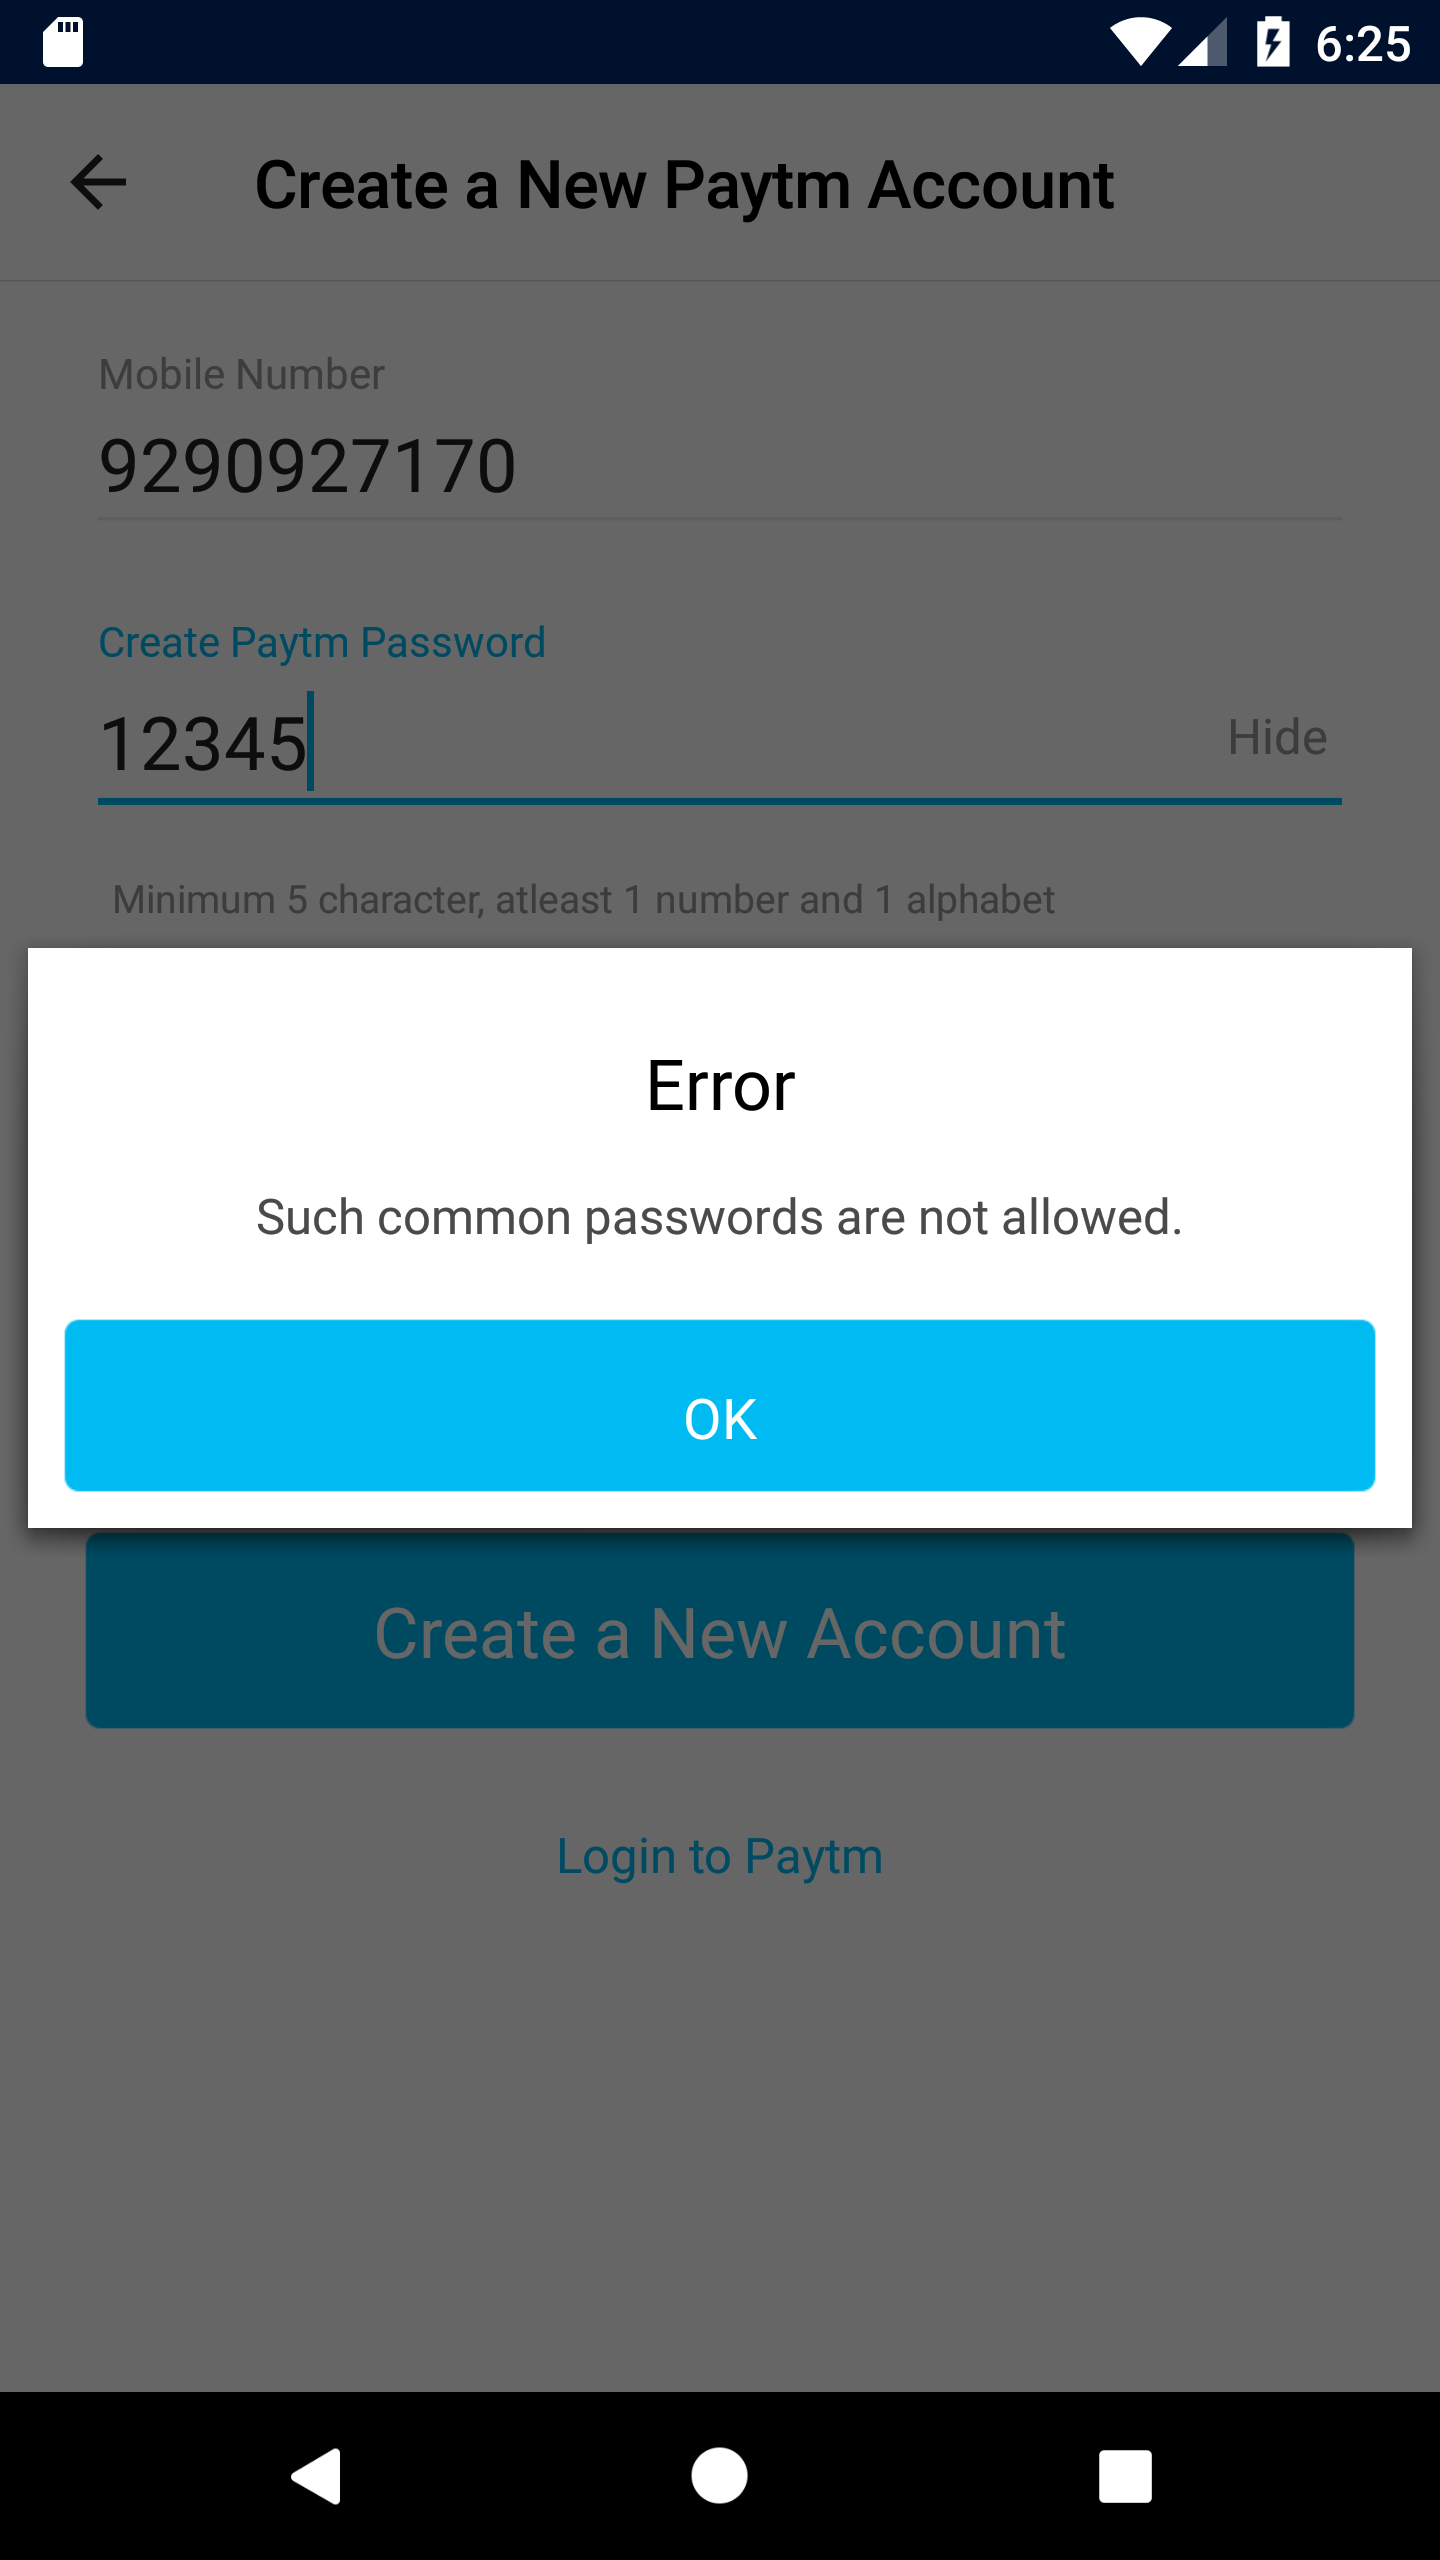 6:25
Create a New Paytm Account
Mobile Number
9290927170
Create Paytm Password
12345
Hide
Minimum 5 character, atleast 1 number and 1 alphabet
Error
Such common passwords are not allowed.
OK
Create a New Account
Login to Paytm